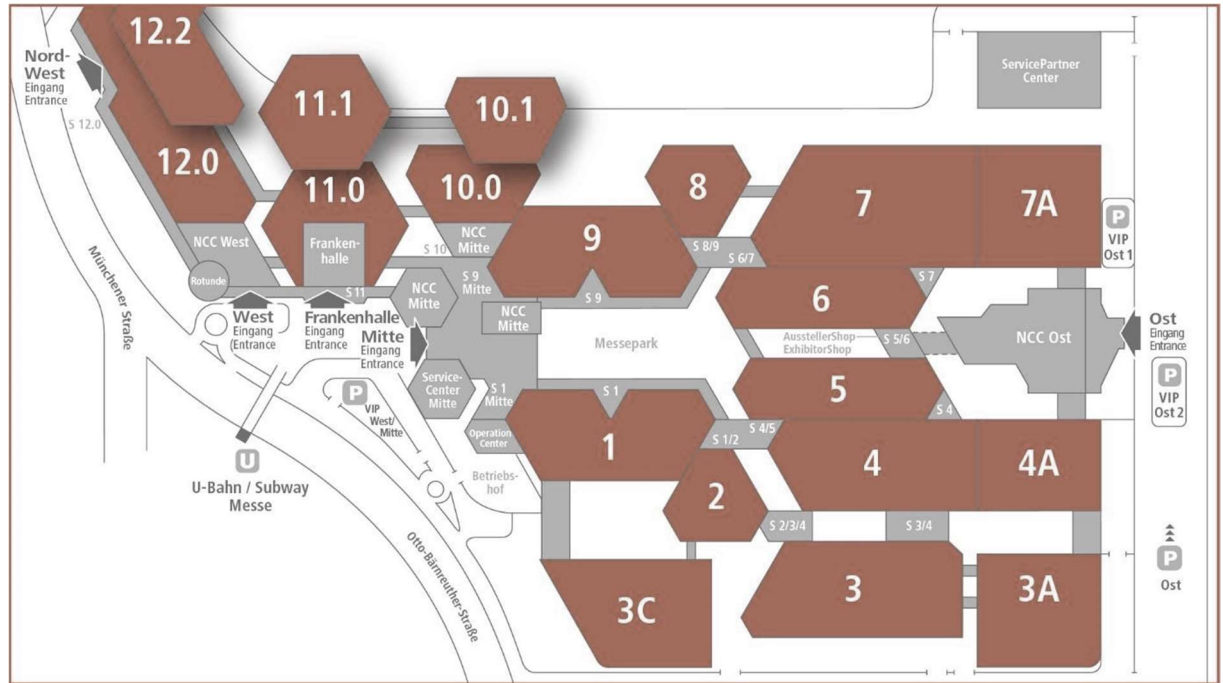 12.2
Nord-
West
Eingang
Entrance
S 12.0
12.0
11.1
10.1
11.0
10.0
ServicePartner
Center
8
7
7A
P
VIP
Ost 1
NCC West
Franken-
halle
S 10
NCC
Mitte
9
S 8/9
S 6/7
Rotunde
S 11
NCC
Mitte
S 9
Mitte
S 9
6
S 7
Münchener Straße
West
Eingang
(Entrance
Frankenhalle
Eingang
Entrance
Mitte
Eingang
Entrance
NCC
Mitte
Messepark
AusstellerShop
ExhibitorShop
S 5/6
NCC Ost
Ost
Eingang
Entrance
P
VIP
Ost 2
Service-
Center
Mitte
S 1
Mitte
S 1
5
S 4
P
VIP
West/
Mitte
Operation
Center
1
S 1/2
S 4/5
4
4A
U
U-Bahn / Subway
Messe
Betriebs-
hof
2
S 2/3/4
S 3/4
P
Ost
Otto-Bärnreuther-Straße
3C
3
3A